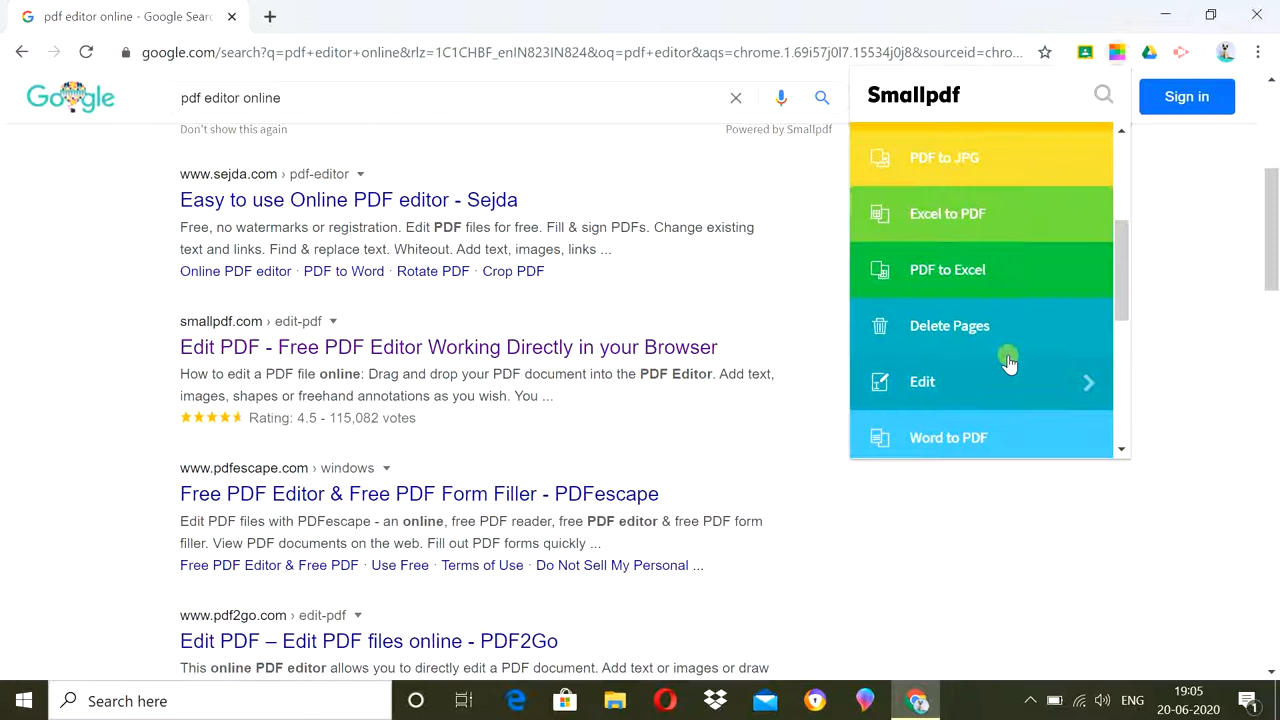 pdf editor online - Google Sear
google.com/search?q=pdf+editor+online&rlz=1C1CHBF_enIN823IN824&oq=pdf+editor&aqs=chrome.1.69i57j0l7.15534j0j8&sourceid=chro...
Google
pdf editor online
Smallpdf
Sign in
Don't show this again
Powered by Smallpdf
www.sejda.com › pdf-editor
Easy to use Online PDF editor - Sejda
Free, no watermarks or registration. Edit PDF files for free. Fill & sign PDFs. Change existing
text and links. Find & replace text. Whiteout. Add text, images, links ...
Online PDF editor · PDF to Word · Rotate PDF · Crop PDF
smallpdf.com › edit-pdf
Edit PDF - Free PDF Editor Working Directly in your Browser
How to edit a PDF file online: Drag and drop your PDF document into the PDF Editor. Add text,
images, shapes or freehand annotations as you wish. You ...
Rating: 4.5 - 115,082 votes
www.pdfescape.com › windows
Free PDF Editor & Free PDF Form Filler - PDFescape
Edit PDF files with PDFescape - an online, free PDF reader, free PDF editor & free PDF form
filler. View PDF documents on the web. Fill out PDF forms quickly ...
Free PDF Editor & Free PDF · Use Free · Terms of Use · Do Not Sell My Personal ...
www.pdf2go.com › edit-pdf
Edit PDF – Edit PDF files online - PDF2Go
This online PDF editor allows you to directly edit a PDF document. Add text or images or draw
PDF to JPG
Excel to PDF
PDF to Excel
Delete Pages
Edit
Word to PDF
Search here
ENG
19:05
20-06-2020
1